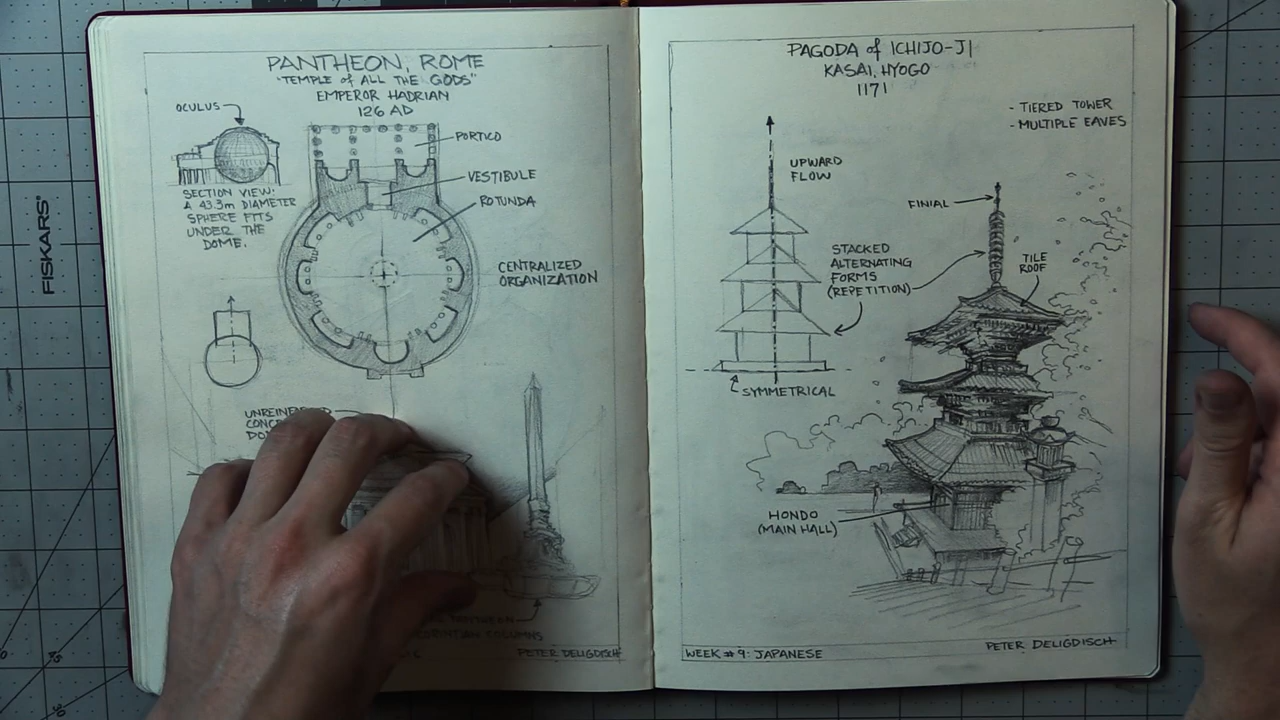 PANTHEON, ROME
"TEMPLE of ALL THE GODS"
EMPEROR HADRIAN
126 AD
OCULUS
SECTION VIEW:
A 43.3m DIAMETER
SPHERE FITS
UNDER THE
DOME.
PORTICO
VESTIBULE
ROTUNDA
CENTRALIZED
ORGANIZATION
COLUMNS
PETER DELIGDISCH
PAGODA of ICHIJO-JI
KASAI, HYOGO
1171
- TIERED TOWER
- MULTIPLE EAVES
UPWARD
FLOW
FINIAL
STACKED
ALTERNATING
FORMS
(REPETITION)
TILE
ROOF
SYMMETRICAL
HONDO
(MAIN HALL)
WEEK #9: JAPANESE
PETER DELIGDISCH
FISKARS
45